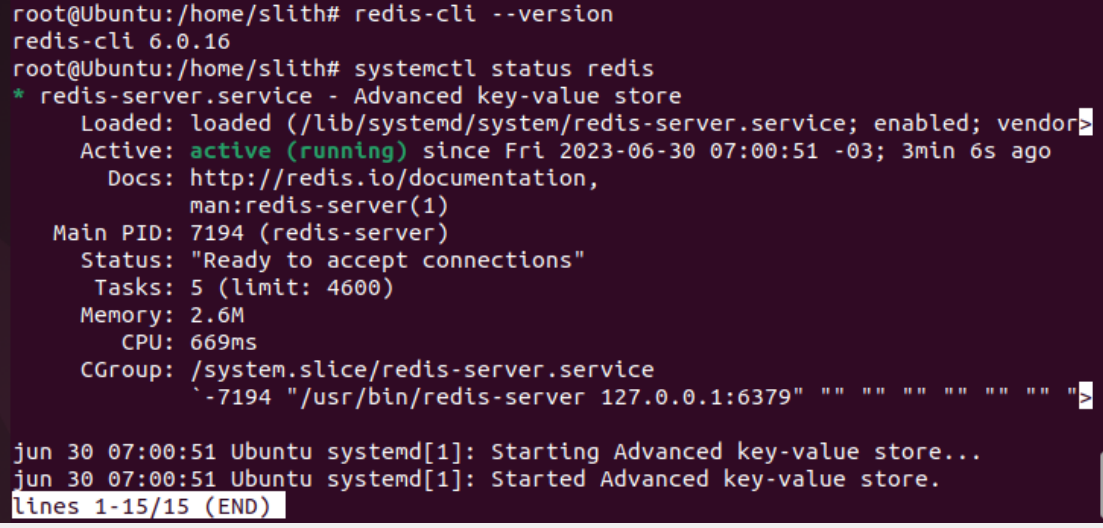 root@Ubuntu:/home/slith# redis-cli --version
redis-cli 6.0.16
root@Ubuntu:/home/slith# systemctl status redis
* redis-server.service - Advanced key-value store
     Loaded: loaded (/lib/systemd/system/redis-server.service; enabled; vendor>
     Active: active (running) since Fri 2023-06-30 07:00:51 -03; 3min 6s ago
       Docs: http://redis.io/documentation,
             man:redis-server(1)
   Main PID: 7194 (redis-server)
     Status: "Ready to accept connections"
      Tasks: 5 (limit: 4600)
     Memory: 2.6M
        CPU: 669ms
     CGroup: /system.slice/redis-server.service
             `-7194 "/usr/bin/redis-server 127.0.0.1:6379" "" "" "" "" "" "" ">

jun 30 07:00:51 Ubuntu systemd[1]: Starting Advanced key-value store...
jun 30 07:00:51 Ubuntu systemd[1]: Started Advanced key-value store.
lines 1-15/15 (END)